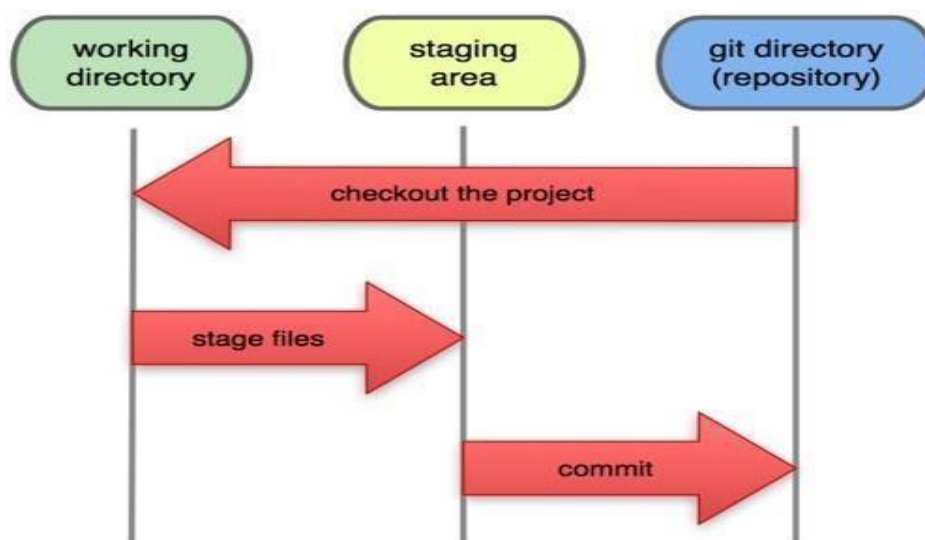 working
directory
staging
area
git directory
(repository)
checkout the project
stage files
commit